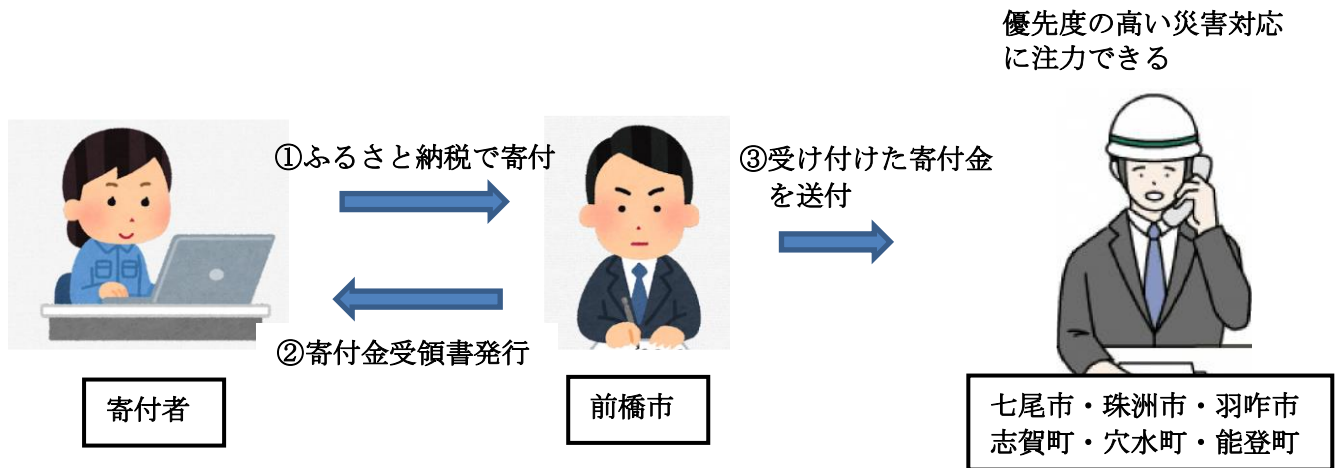 優先度の高い災害対応
に注力できる
①ふるさと納税で寄付
③受け付けた寄付金
を送付
②寄付金受領書発行
寄付者
前橋市
七尾市・珠洲市・羽咋市
志賀町・穴水町・能登町